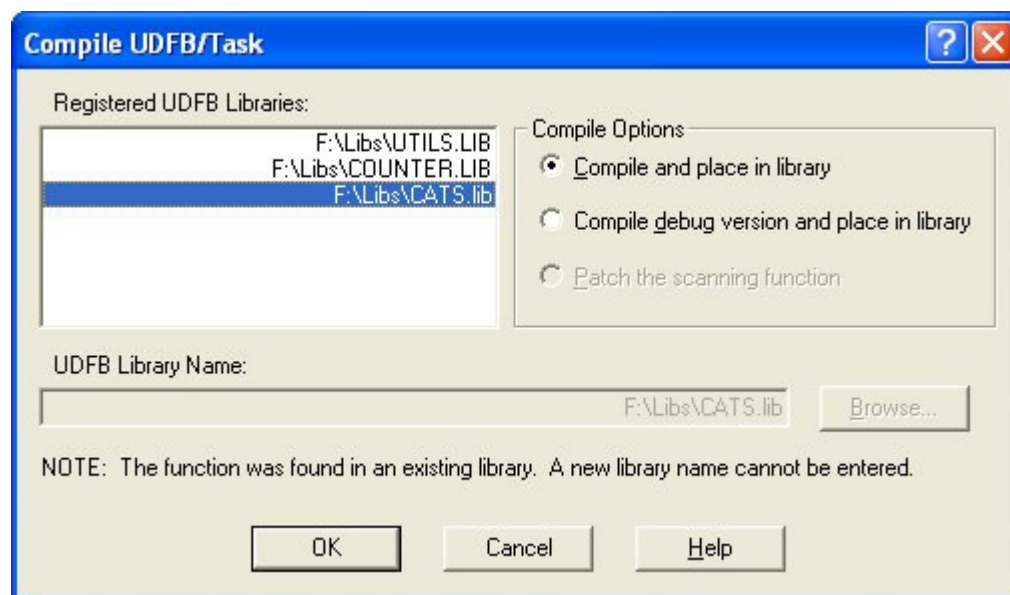 Compile UDFB/Task
Registered UDFB Libraries:
F:\Libs\UTILS.LIB
F:\Libs\COUNTER.LIB
F:\Libs\CATS.lib
Compile Options
Compile and place in library
Compile debug version and place in library
Patch the scanning function
UDFB Library Name:
F:\Libs\CATS.lib
Browse...
NOTE: The function was found in an existing library. A new library name cannot be entered.
OK
Cancel
Help